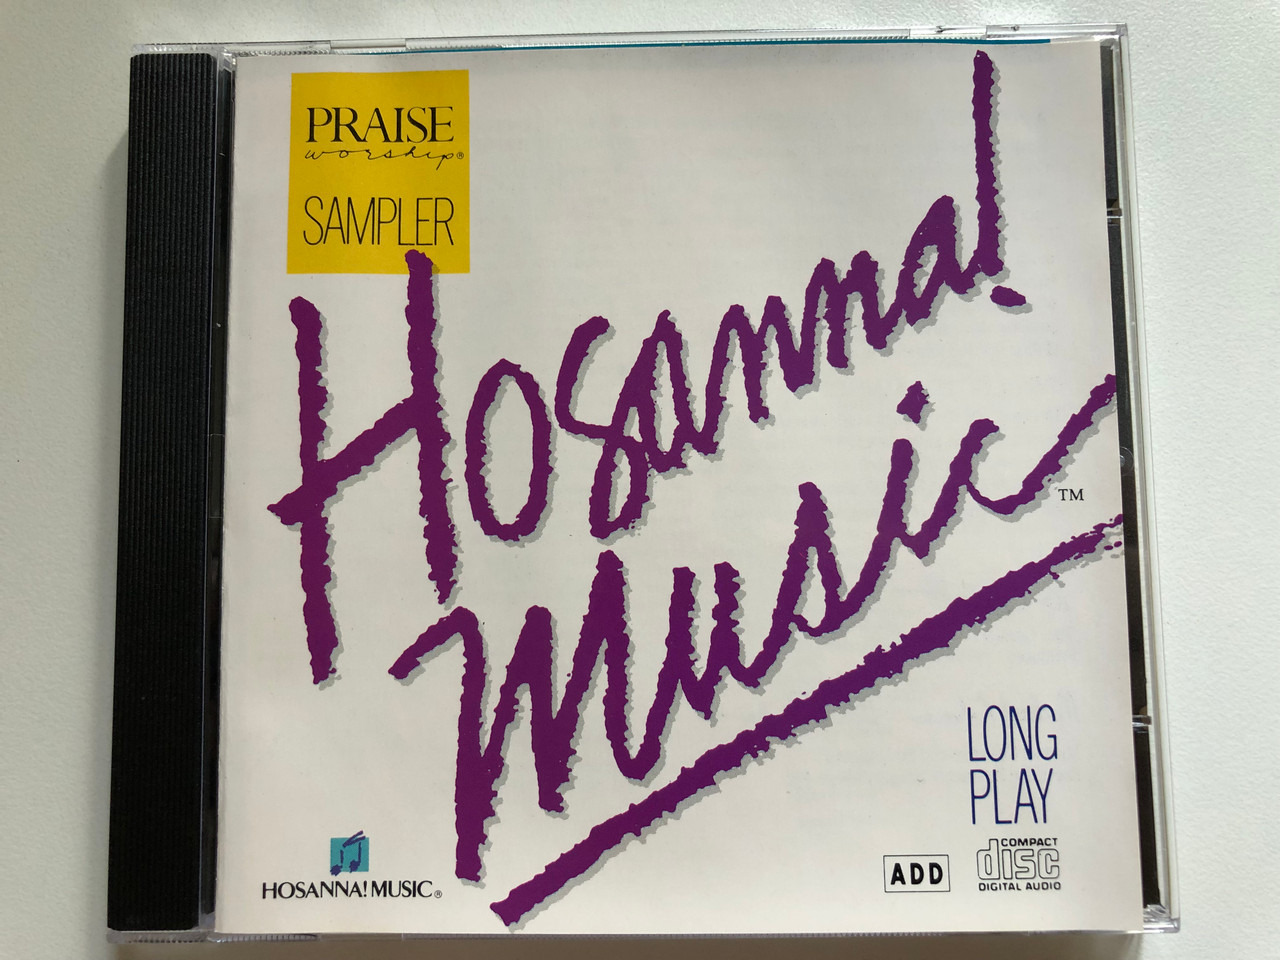 PRAISE
worship®
SAMPLER
Hosanna!
Music™
LONG
PLAY
HOSANNA! MUSIC®
ADD
COMPACT
disc
DIGITAL AUDIO